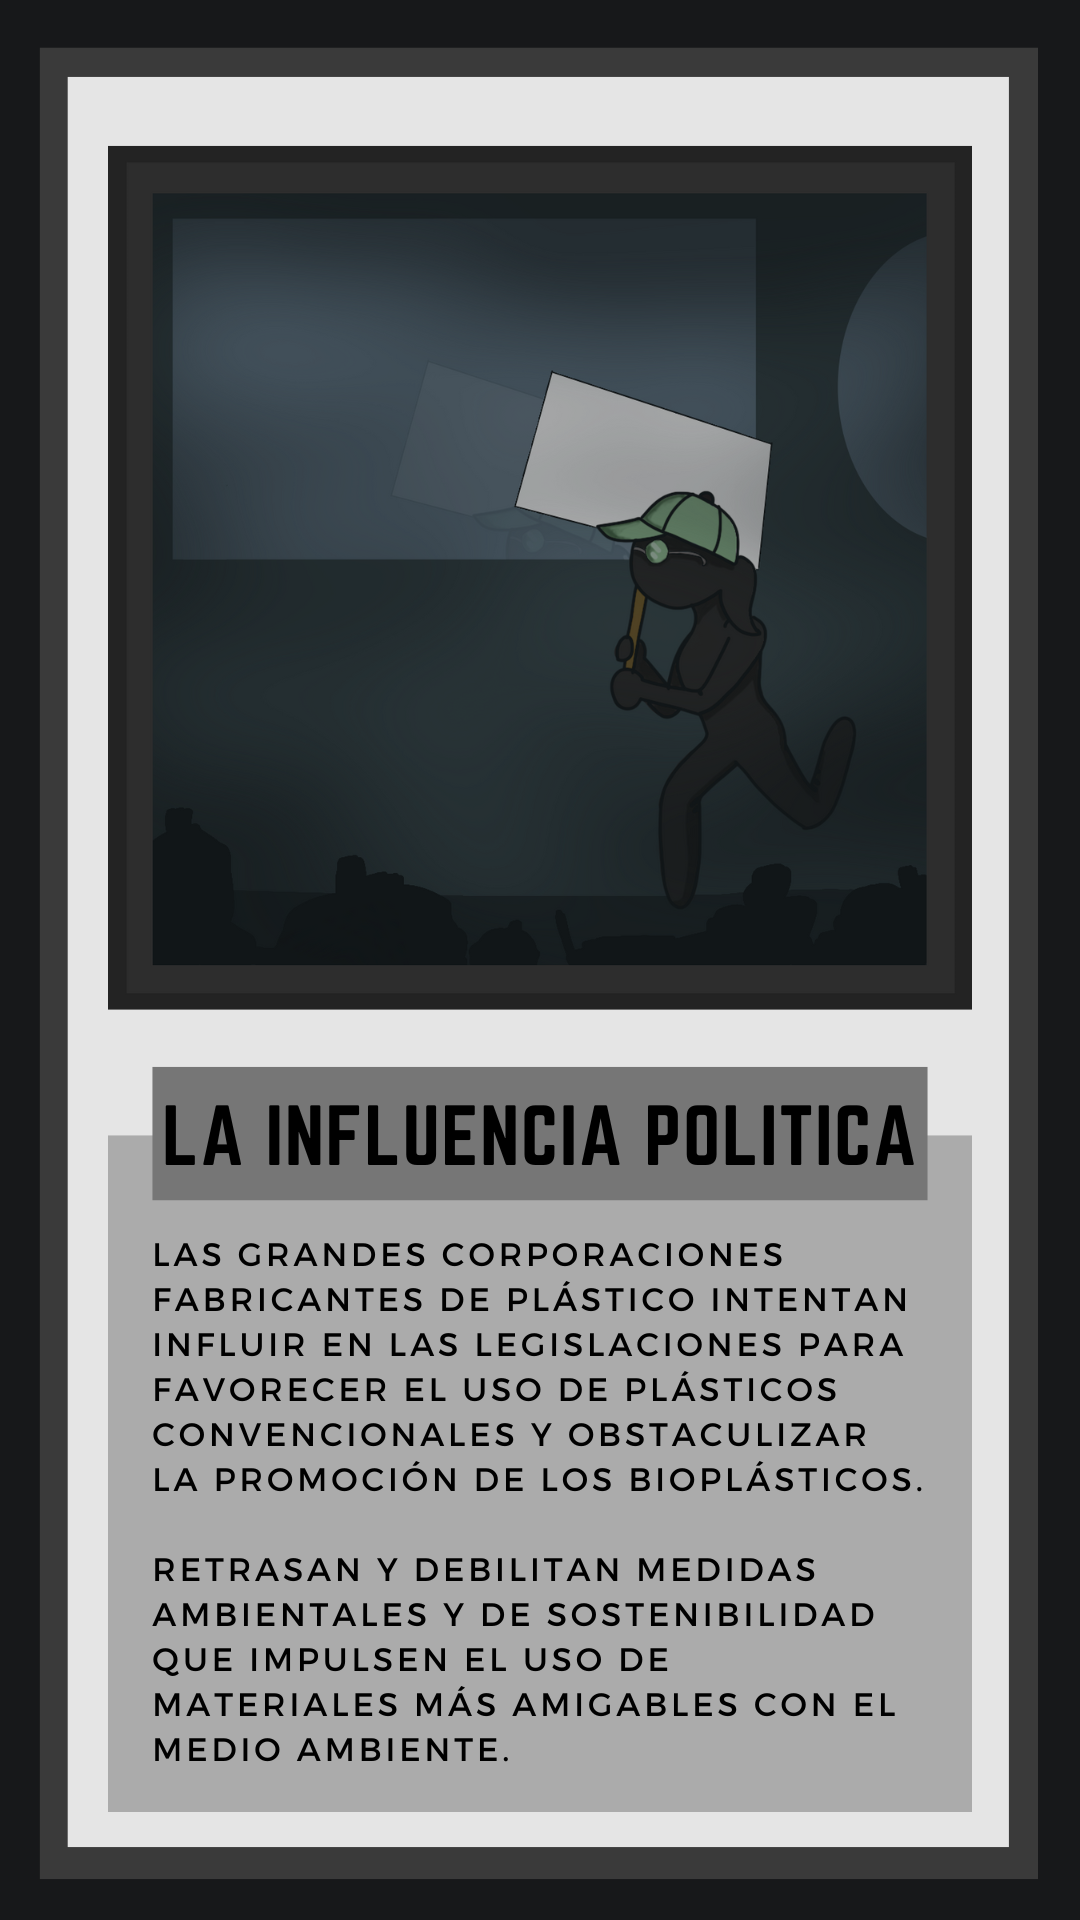 LA INFLUENCIA POLITICA
LAS GRANDES CORPORACIONES
FABRICANTES DE PLÁSTICO INTENTAN
INFLUIR EN LAS LEGISLACIONES PARA
FAVORECER EL USO DE PLÁSTICOS
CONVENCIONALES Y OBSTACULIZAR
LA PROMOCIÓN DE LOS BIOPLÁSTICOS.
RETRASAN Y DEBILITAN MEDIDAS
AMBIENTALES Y DE SOSTENIBILIDAD
QUE IMPULSEN EL USO DE
MATERIALES MÁS AMIGABLES CON EL
MEDIO AMBIENTE.